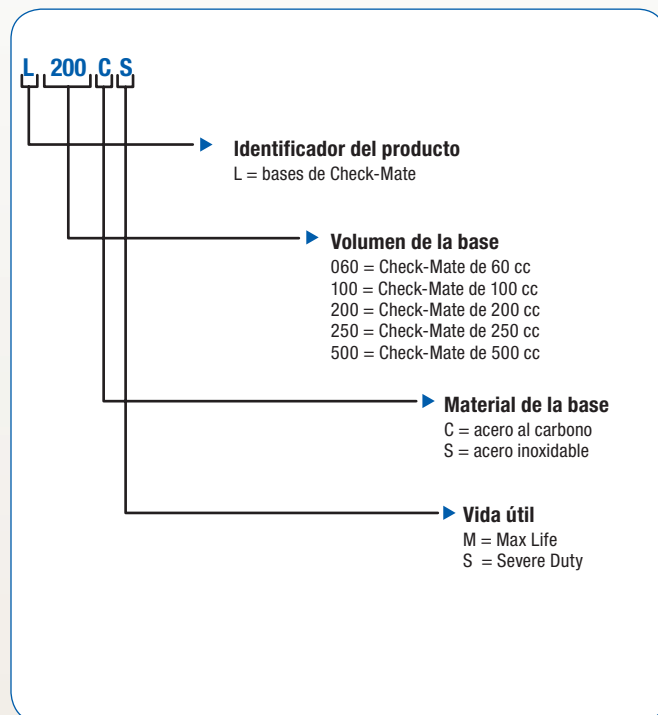 L 200 C S
Identificador del producto
L = bases de Check-Mate
Volumen de la base
060 = Check-Mate de 60 cc
100 = Check-Mate de 100 cc
200 = Check-Mate de 200 cc
250 = Check-Mate de 250 cc
500 = Check-Mate de 500 cc
Material de la base
C = acero al carbono
S = acero inoxidable
Vida útil
M = Max Life
S = Severe Duty